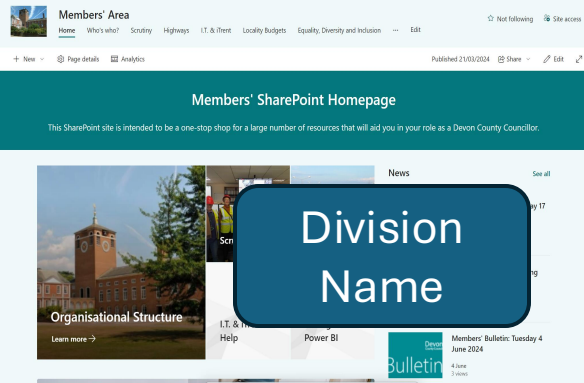 Members' Area
Not following
Site access
Home Who's who? Scrutiny Highways I.T. & iTrent Locality Budgets Equality, Diversity and Inclusion ... Edit
+ New Page details Analytics
Published 21/03/2024 Share Edit
Members' SharePoint Homepage
This SharePoint site is intended to be a one-stop shop for a large number of resources that will aid you in your role as a Devon County Councillor.
News See all
Division
Name
Organisational Structure
Learn more →
Help
Power BI
Members' Bulletin: Tuesday 4
June 2024
4 June
3 views
Devon
Bulletin